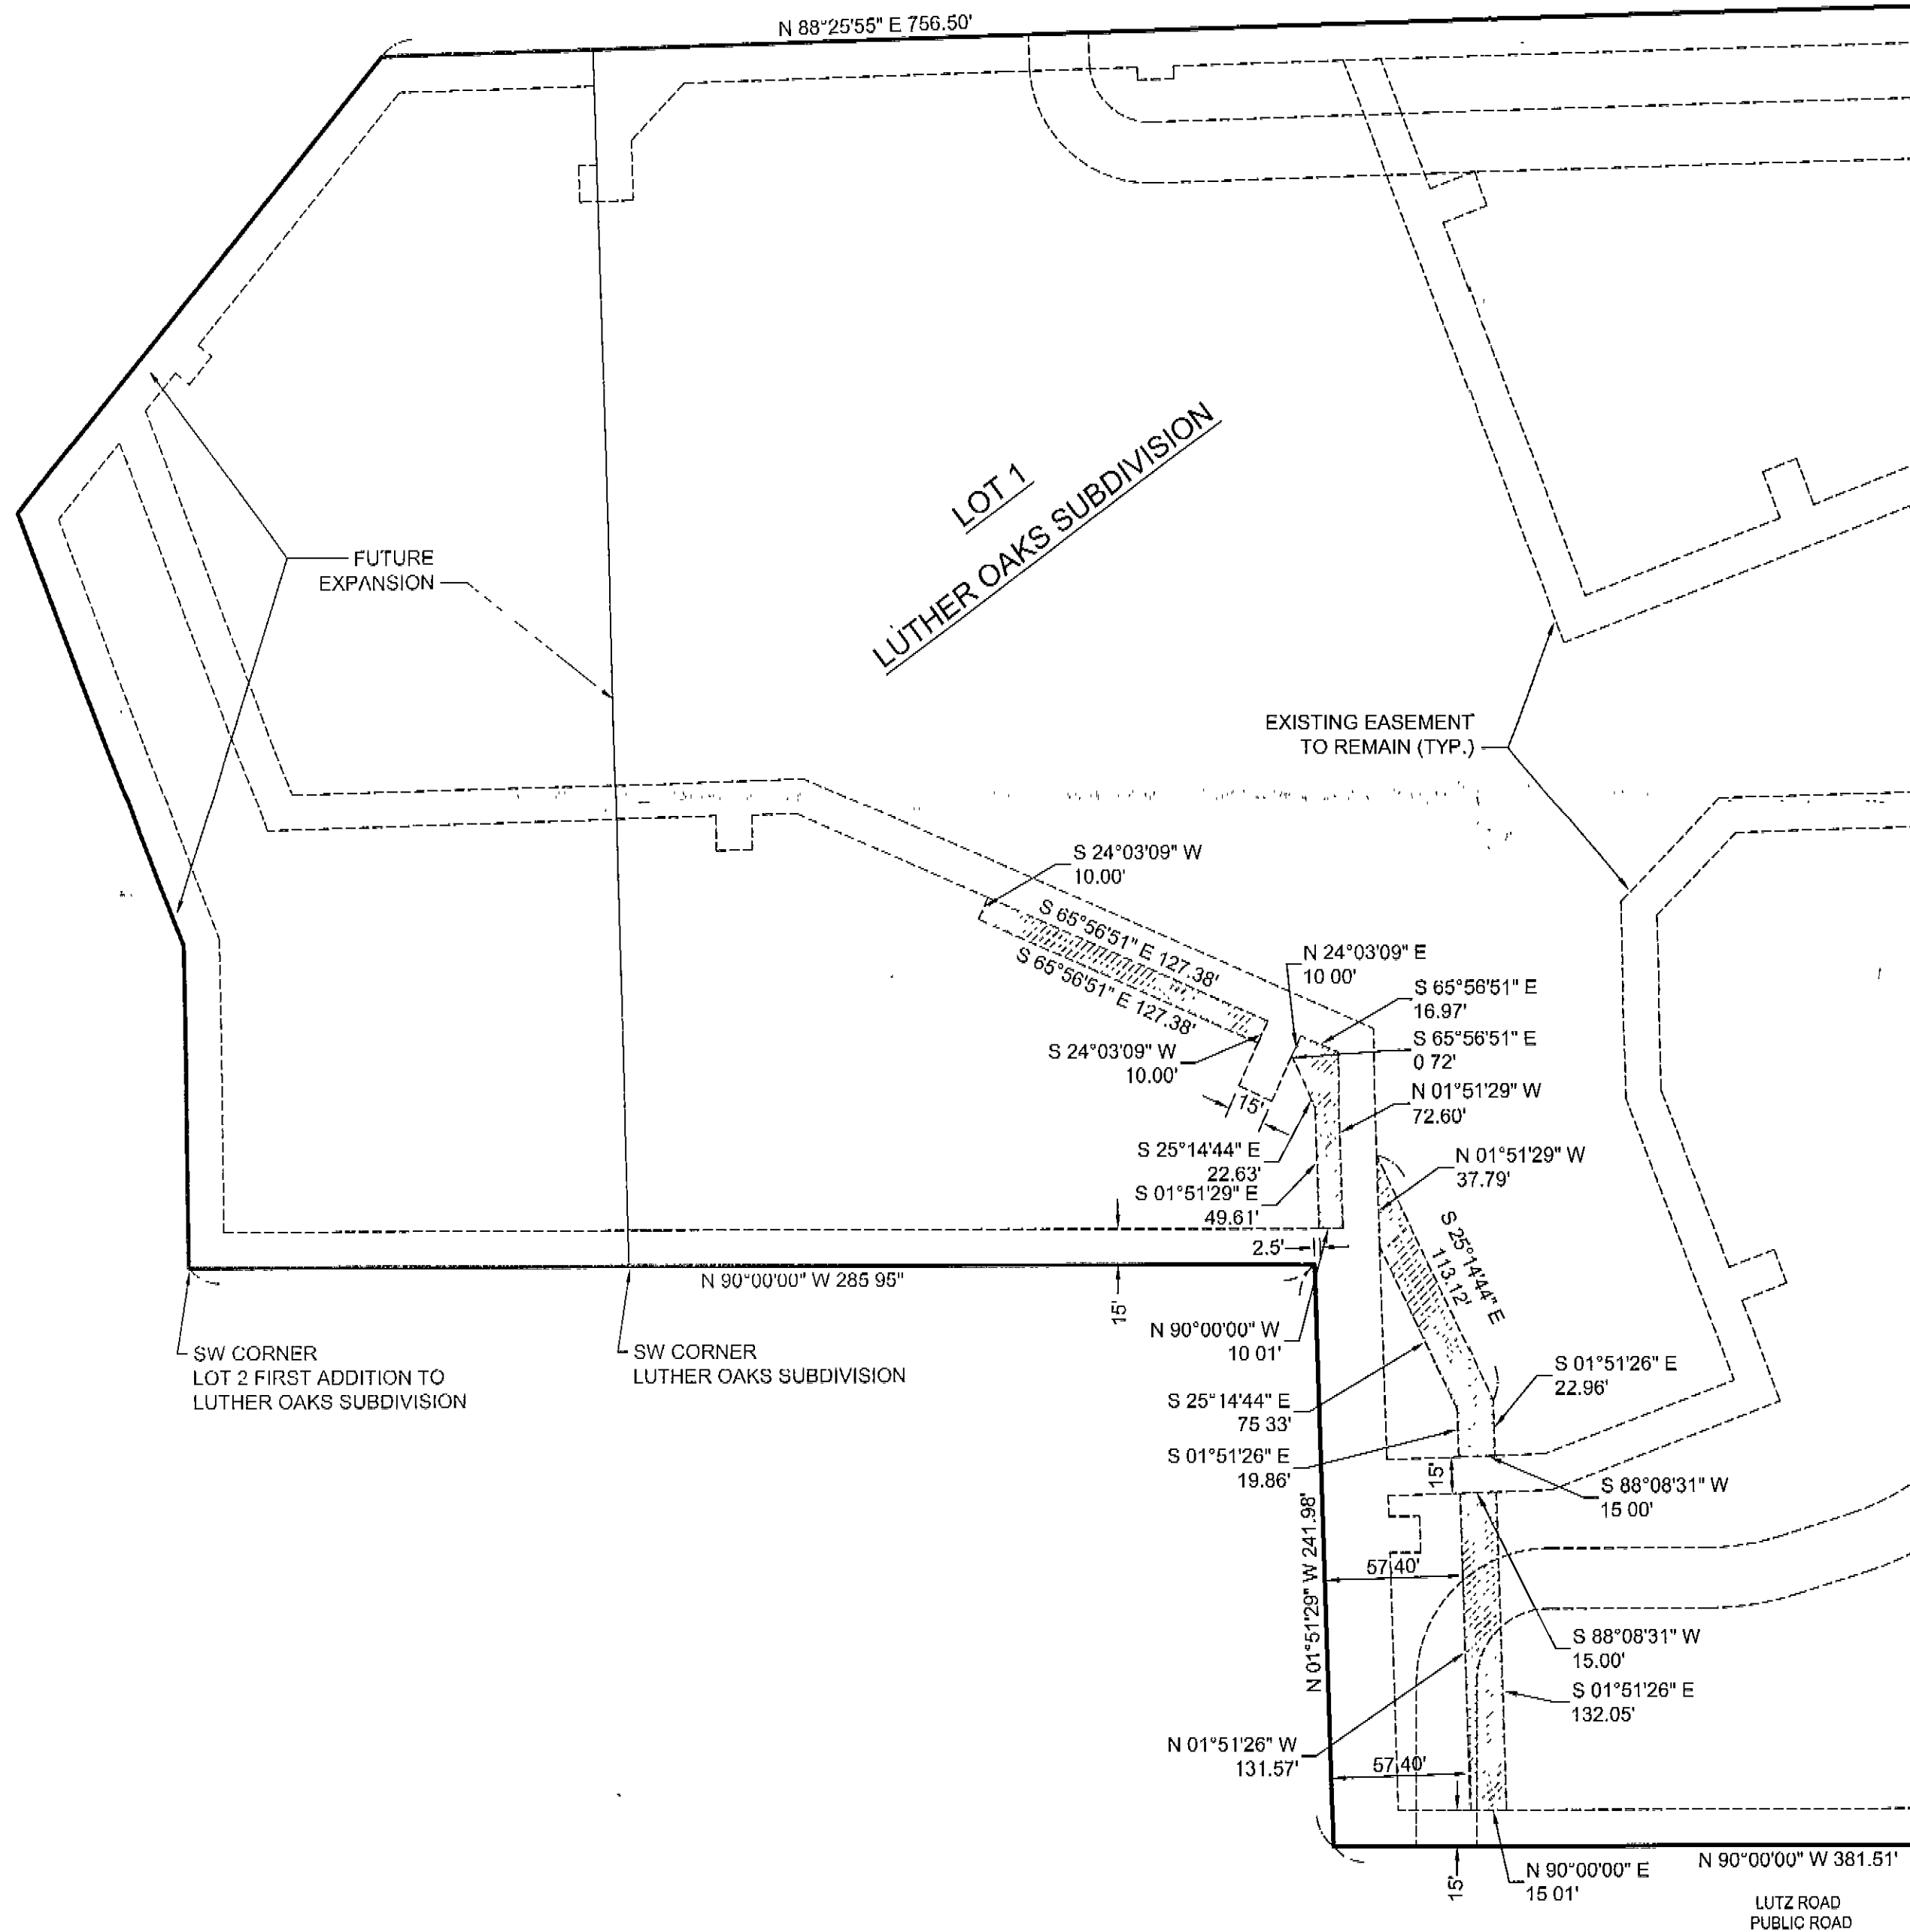 N 88°25'55" E 756.50'
LOT 1
LUTHER OAKS SUBDIVISION
FUTURE
EXPANSION
EXISTING EASEMENT
TO REMAIN (TYP.)
S 24°03'09" W
10.00'
S 65°56'51" E 127.38'
S 65°56'51" E 127.38'
N 24°03'09" E
10 00'
S 65°56'51" E
16.97'
S 65°56'51" E
0 72'
S 24°03'09" W
10.00'
15'
N 01°51'29" W
72.60'
S 25°14'44" E
22.63'
N 01°51'29" W
37.79'
S 01°51'29" E
49.61'
2.5'
S 25°14'44" E
113.12'
N 90°00'00" W 285 95"
15'
N 90°00'00" W
10 01'
SW CORNER
LOT 2 FIRST ADDITION TO
LUTHER OAKS SUBDIVISION
SW CORNER
LUTHER OAKS SUBDIVISION
S 01°51'26" E
22.96'
S 25°14'44" E
75 33'
S 01°51'26" E
19.86'
15'
S 88°08'31" W
15 00'
N 01°51'29" W 241.98'
57.40'
S 88°08'31" W
15.00'
S 01°51'26" E
132.05'
N 01°51'26" W
131.57'
57.40'
15'
N 90°00'00" E
15 01'
N 90°00'00" W 381.51'
LUTZ ROAD
PUBLIC ROAD